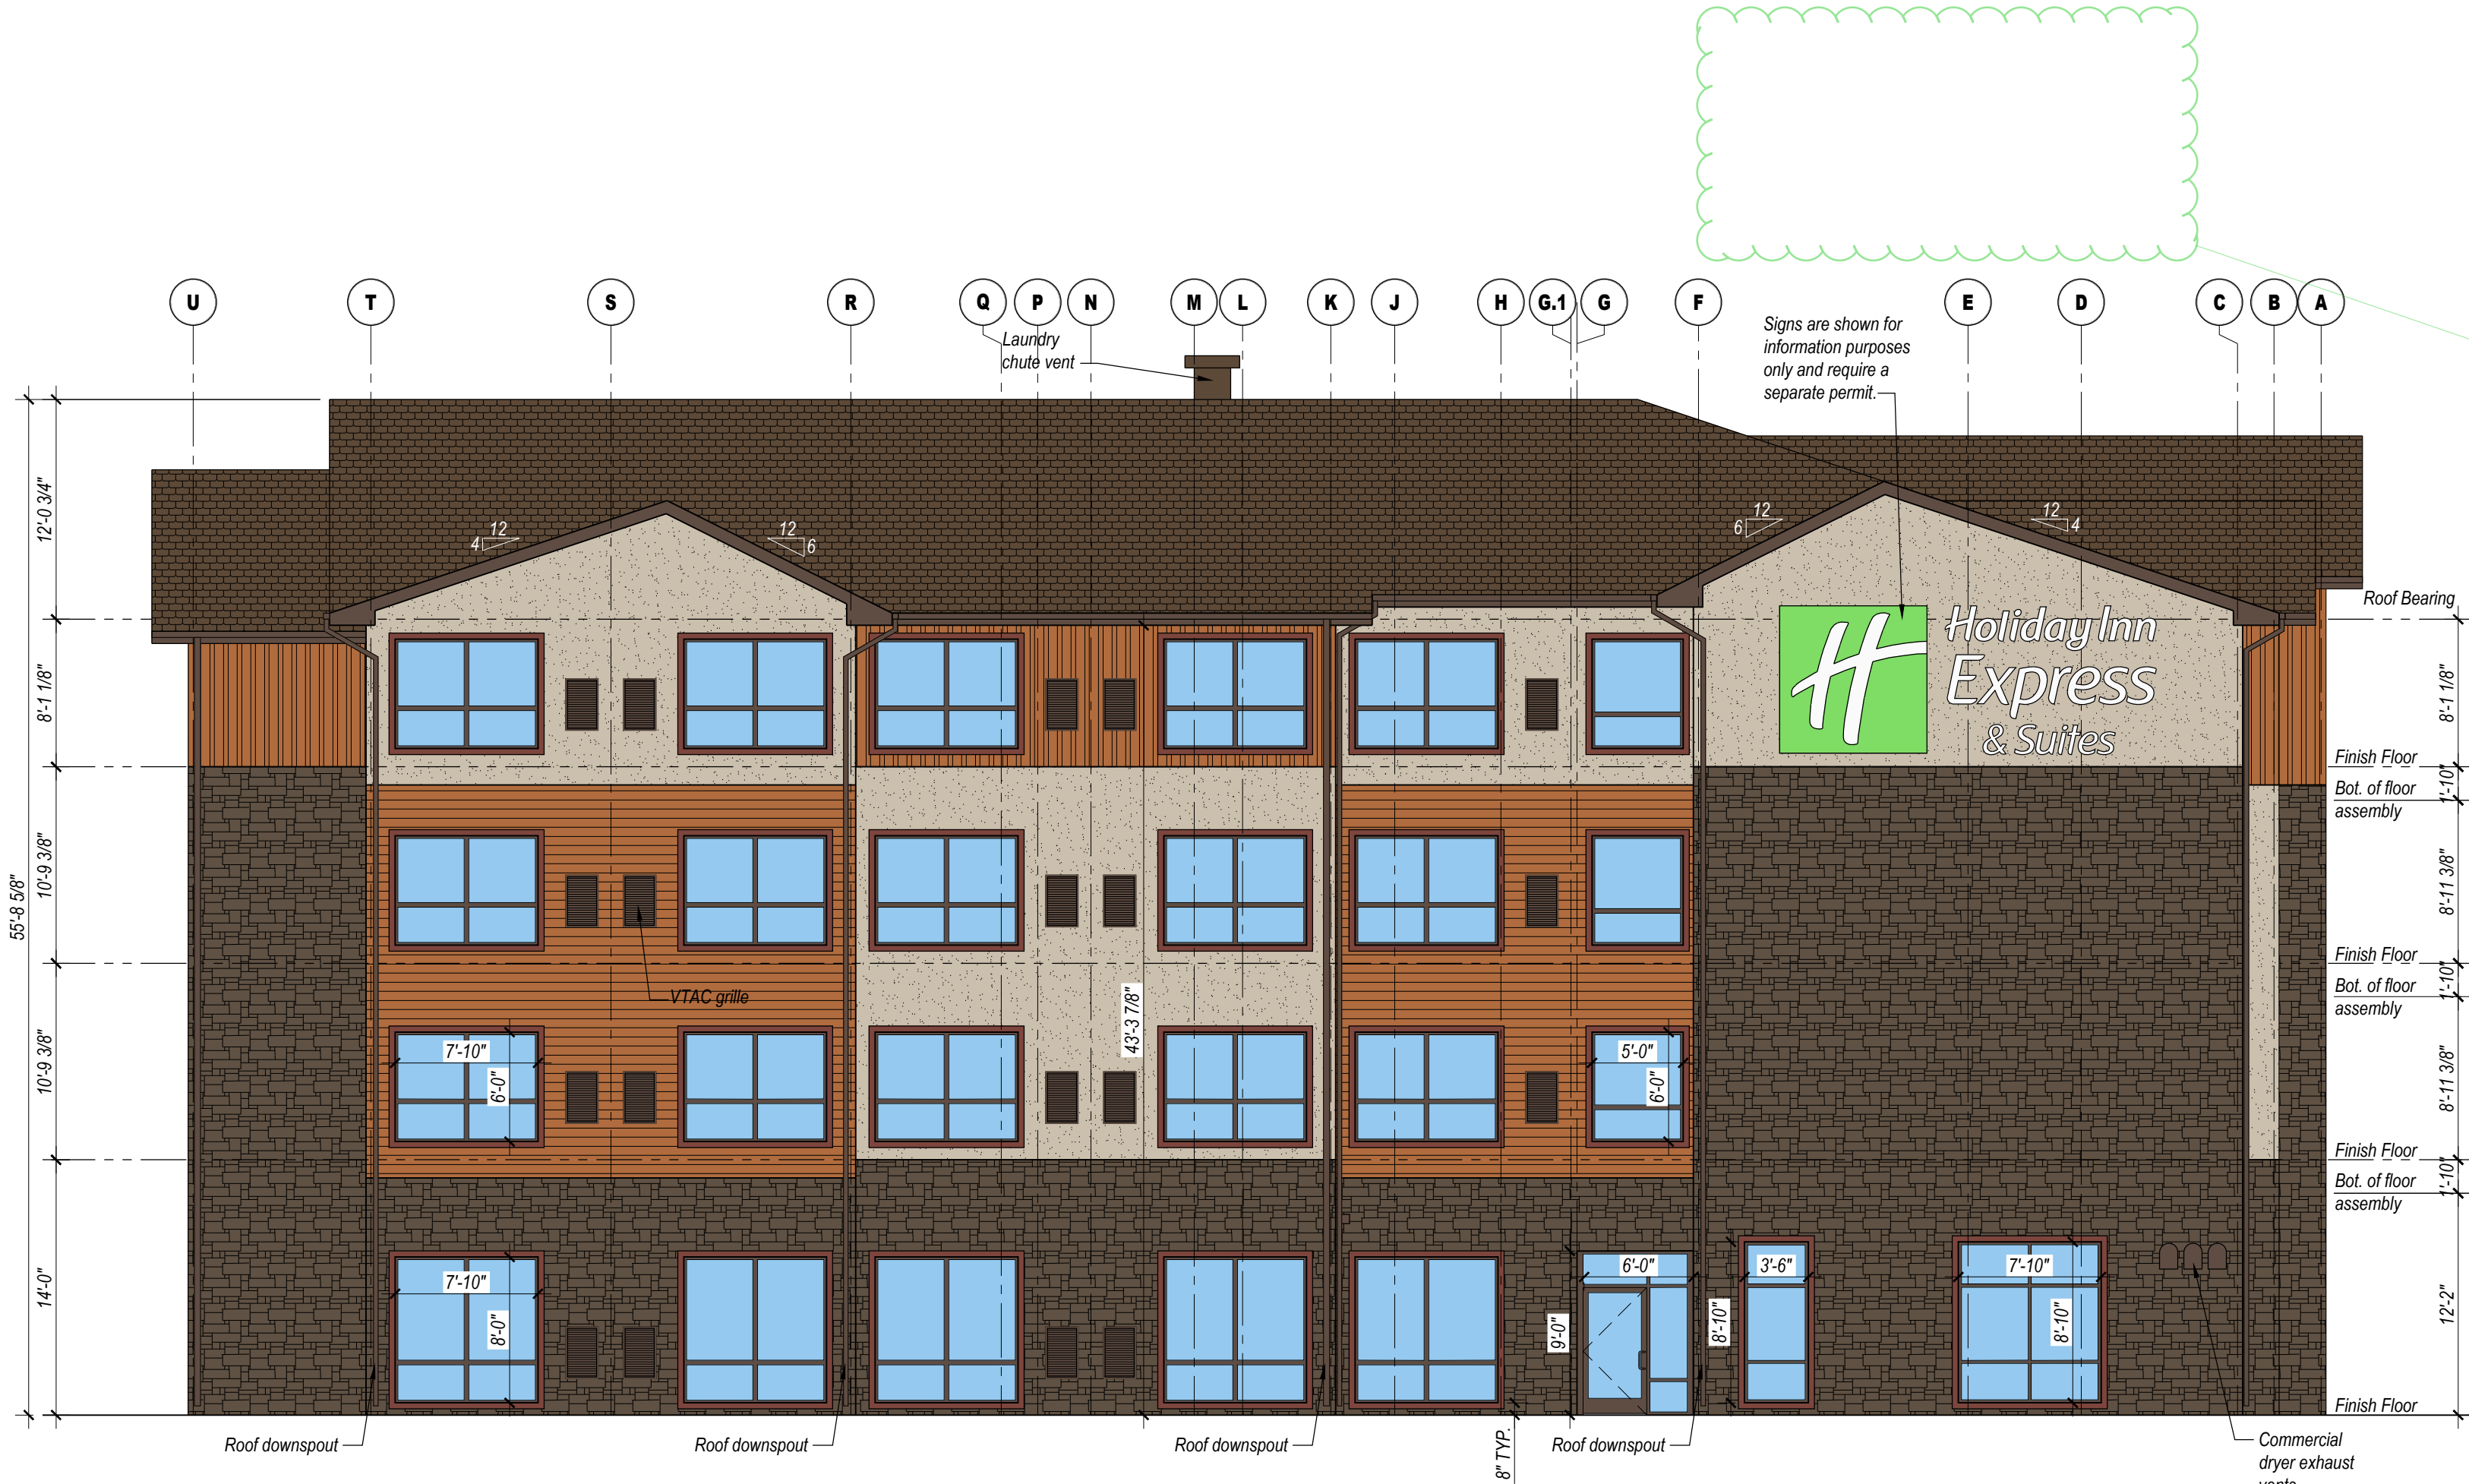 U T S R Q P N M L K J H G.1 G F E D C B A
Laundry
chute vent
Signs are shown for
information purposes
only and require a
separate permit.
12 4
12 6
12 6
12 4
Holiday Inn
Express
& Suites
H
55'-8 5/8"
12'-0 3/4"
8'-1 1/8"
10'-9 3/8"
10'-9 3/8"
14'-0"
VTAC grille
43'-3 7/8"
7'-10"
6'-0"
5'-0"
6'-0"
7'-10"
8'-0"
9'-0"
6'-0"
8'-10"
3'-6"
7'-10"
8'-10"
8" TYP.
Roof Bearing
8'-1 1/8"
Finish Floor
1'-10"
Bot. of floor
assembly
8'-11 3/8"
Finish Floor
1'-10"
Bot. of floor
assembly
8'-11 3/8"
Finish Floor
1'-10"
Bot. of floor
assembly
12'-2"
Finish Floor
Roof downspout
Roof downspout
Roof downspout
Roof downspout
Commercial
dryer exhaust